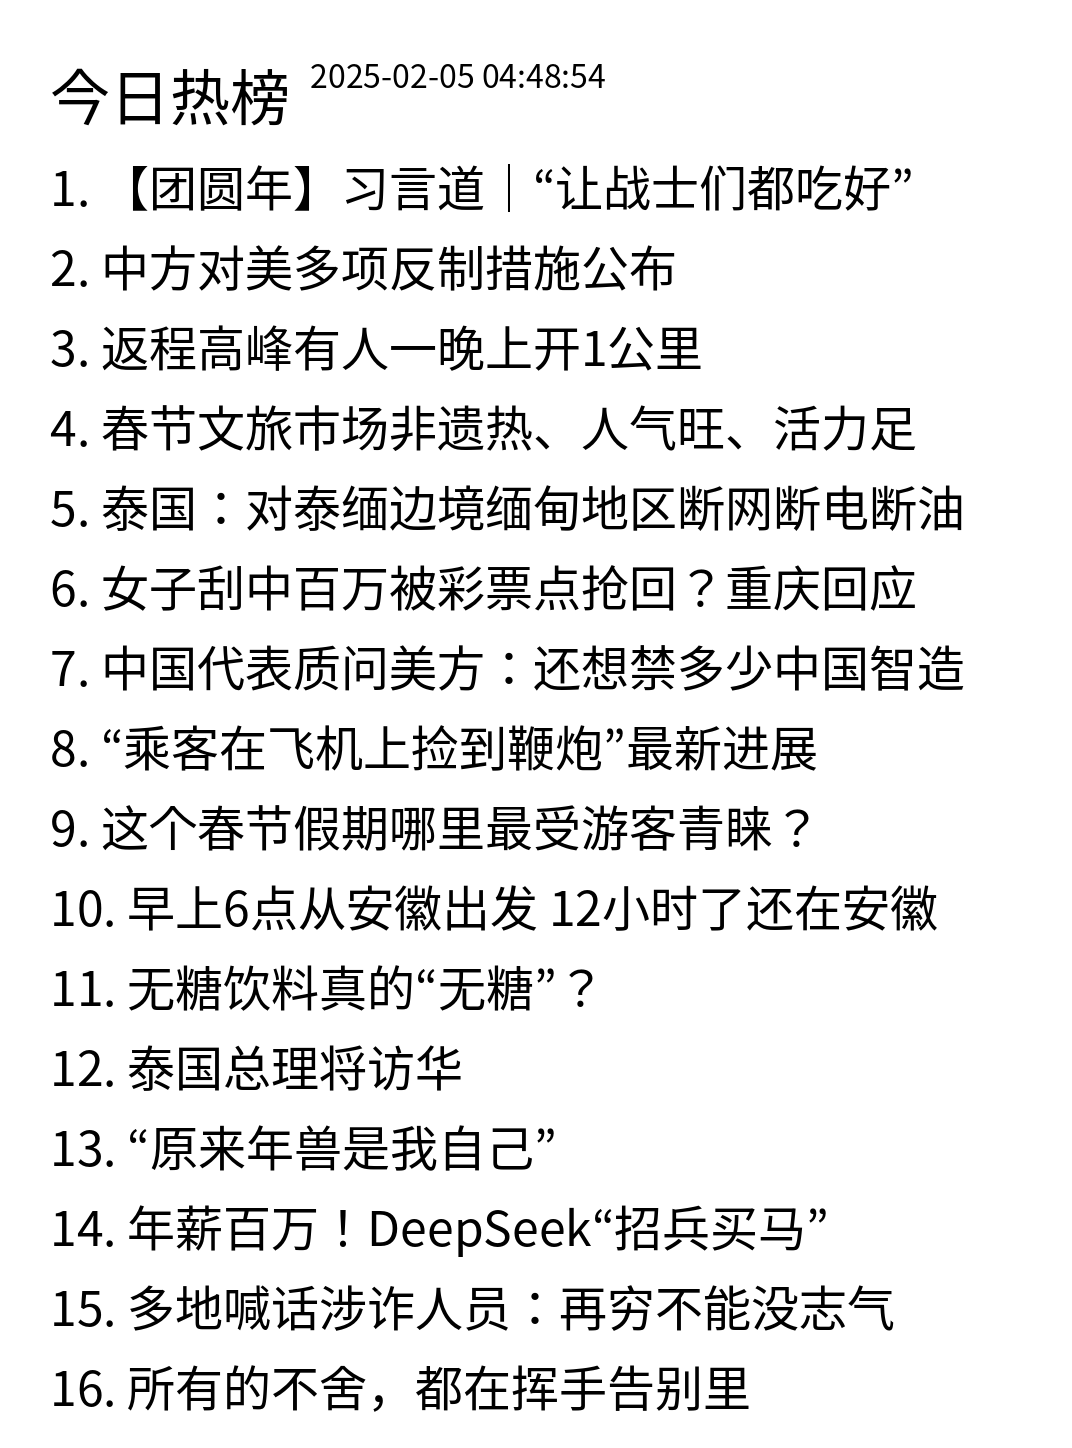 今日热榜 2025-02-05 04:48:54
1. 【团圆年】习言道｜“让战士们都吃好”
2. 中方对美多项反制措施公布
3. 返程高峰有人一晚上开1公里
4. 春节文旅市场非遗热、人气旺、活力足
5. 泰国：对泰缅边境缅甸地区断网断电断油
6. 女子刮中百万被彩票点抢回？重庆回应
7. 中国代表质问美方：还想禁多少中国智造
8. “乘客在飞机上捡到鞭炮”最新进展
9. 这个春节假期哪里最受游客青睐？
10. 早上6点从安徽出发 12小时了还在安徽
11. 无糖饮料真的“无糖”？
12. 泰国总理将访华
13. “原来年兽是我自己”
14. 年薪百万！DeepSeek“招兵买马”
15. 多地喊话涉诈人员：再穷不能没志气
16. 所有的不舍，都在挥手告别里